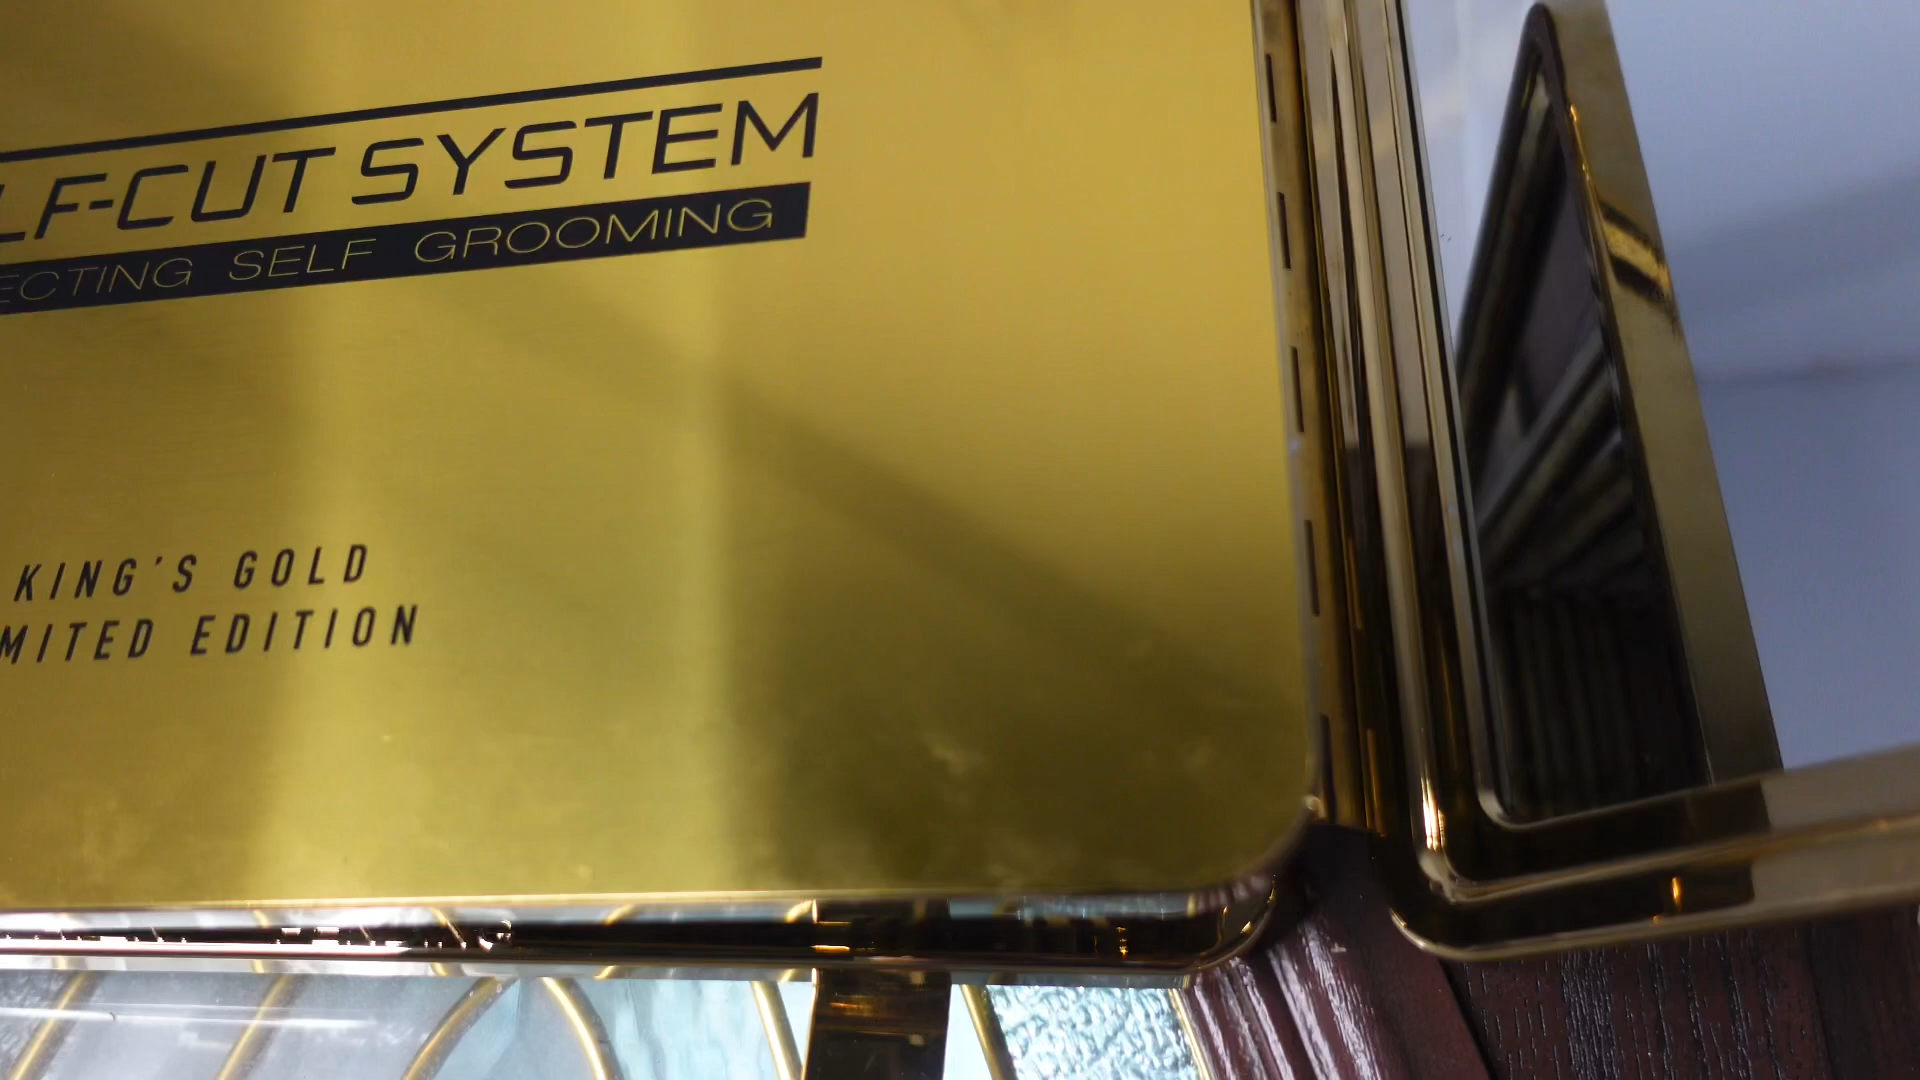 LF-CUT SYSTEM
ECTING SELF GROOMING
KING'S GOLD
MITED EDITION